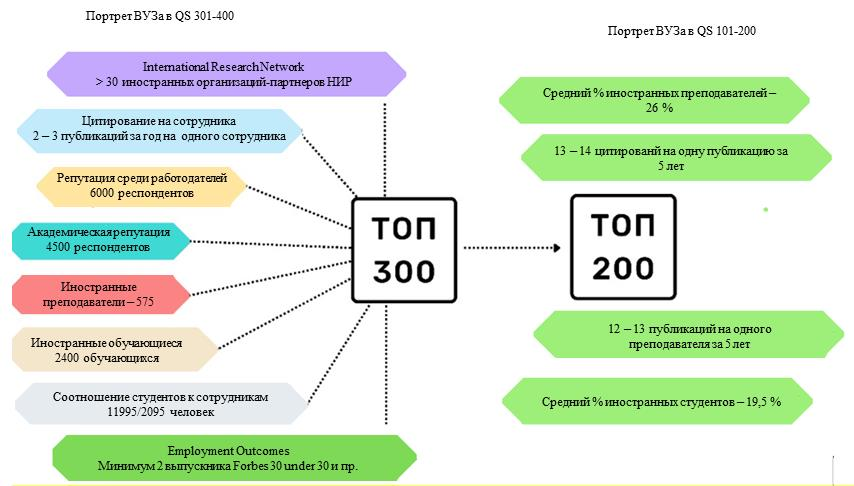 Портрет ВУЗа в QS 301-400
International Research Network
> 30 иностранных организаций-партнеров НИР
Цитирование на сотрудника
2 – 3 публикаций за год на одного сотрудника
Репутация среди работодателей
6000 респондентов
Академическая репутация
4500 респондентов
Иностранные
преподаватели – 575
Иностранные обучающиеся
2400 обучающихся
Соотношение студентов к сотрудникам
11995/2095 человек
Employment Outcomes
Минимум 2 выпускника Forbes 30 under 30 и пр.
ТОП
300
Портрет ВУЗа в QS 101-200
Средний % иностранных преподавателей –
26 %
13 – 14 цитированй на одну публикацию за
5 лет
ТОП
200
12 – 13 публикаций на одного
преподавателя за 5 лет
Средний % иностранных студентов – 19,5 %